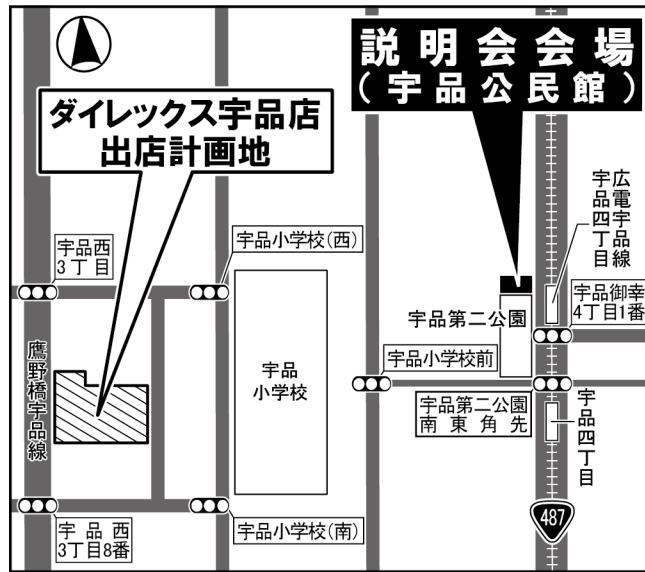 説明会会場
(宇品公民館)
ダイレックス宇品店
出店計画地
宇品西
3丁目
宇品小学校(西)
広電宇品線
宇品四丁目
宇品御幸
4丁目1番
宇品第二公園
鷹野橋宇品線
宇品
小学校
宇品小学校前
宇品第二公園
南東角先
宇品四丁目
宇品西
3丁目8番
宇品小学校(南)
487